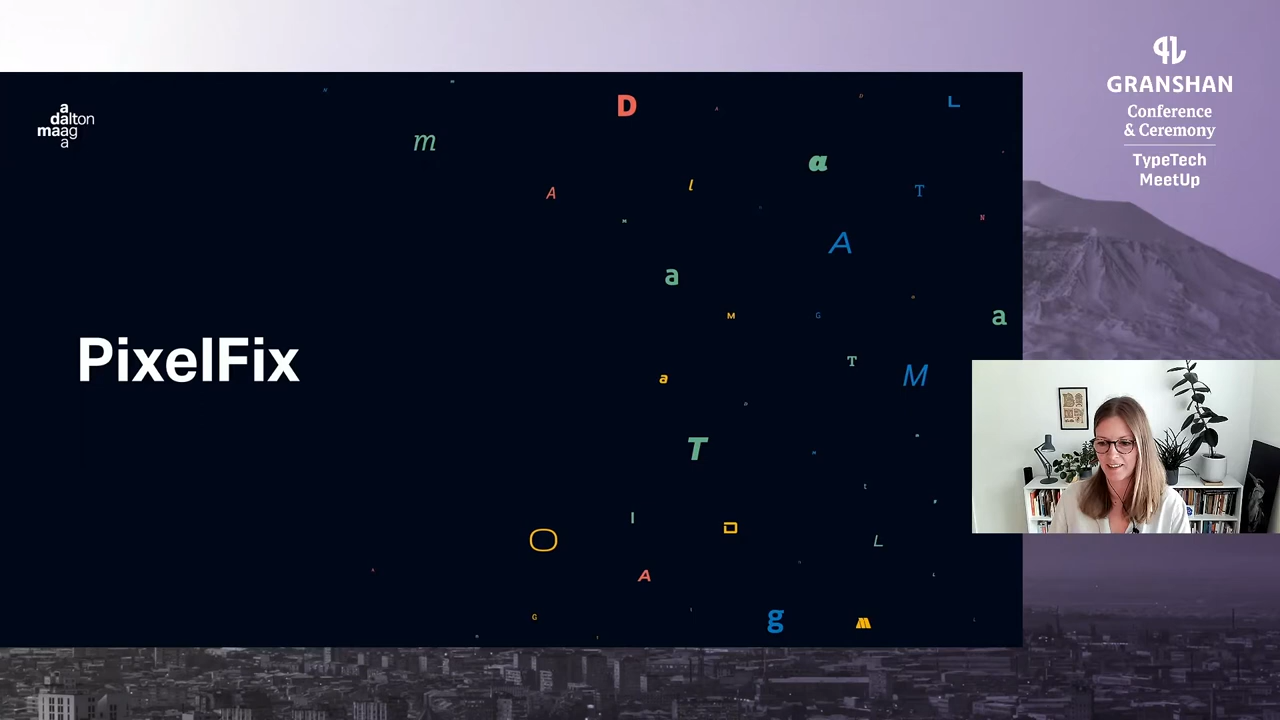 a
dalton
maag
a
PixelFix
GRANSHAN
Conference
& Ceremony
TypeTech
MeetUp
D
L
m
a
l
T
A
N
A
a
M
G
a
T
a
M
T
l
O
D
L
A
G
g
M